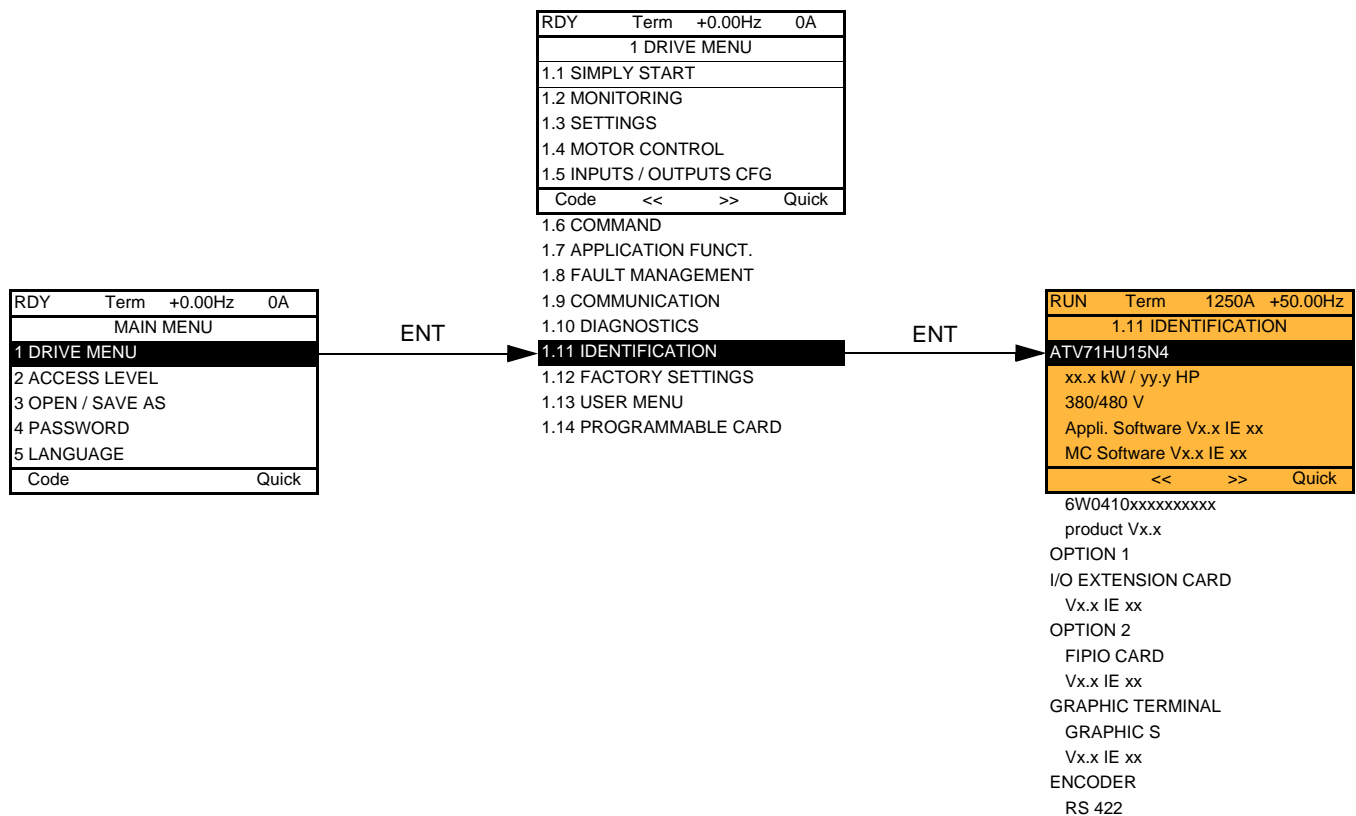 RDY Term +0.00Hz 0A
MAIN MENU
1 DRIVE MENU
2 ACCESS LEVEL
3 OPEN / SAVE AS
4 PASSWORD
5 LANGUAGE
Code Quick
ENT
RDY Term +0.00Hz 0A
1 DRIVE MENU
1.1 SIMPLY START
1.2 MONITORING
1.3 SETTINGS
1.4 MOTOR CONTROL
1.5 INPUTS / OUTPUTS CFG
Code << >> Quick
1.6 COMMAND
1.7 APPLICATION FUNCT.
1.8 FAULT MANAGEMENT
1.9 COMMUNICATION
1.10 DIAGNOSTICS
1.11 IDENTIFICATION
1.12 FACTORY SETTINGS
1.13 USER MENU
1.14 PROGRAMMABLE CARD
ENT
RUN Term 1250A +50.00Hz
1.11 IDENTIFICATION
ATV71HU15N4
xx.x kW / yy.y HP
380/480 V
Appli. Software Vx.x IE xx
MC Software Vx.x IE xx
<< >> Quick
6W0410xxxxxxxxxx
product Vx.x
OPTION 1
I/O EXTENSION CARD
Vx.x IE xx
OPTION 2
FIPIO CARD
Vx.x IE xx
GRAPHIC TERMINAL
GRAPHIC S
Vx.x IE xx
ENCODER
RS 422